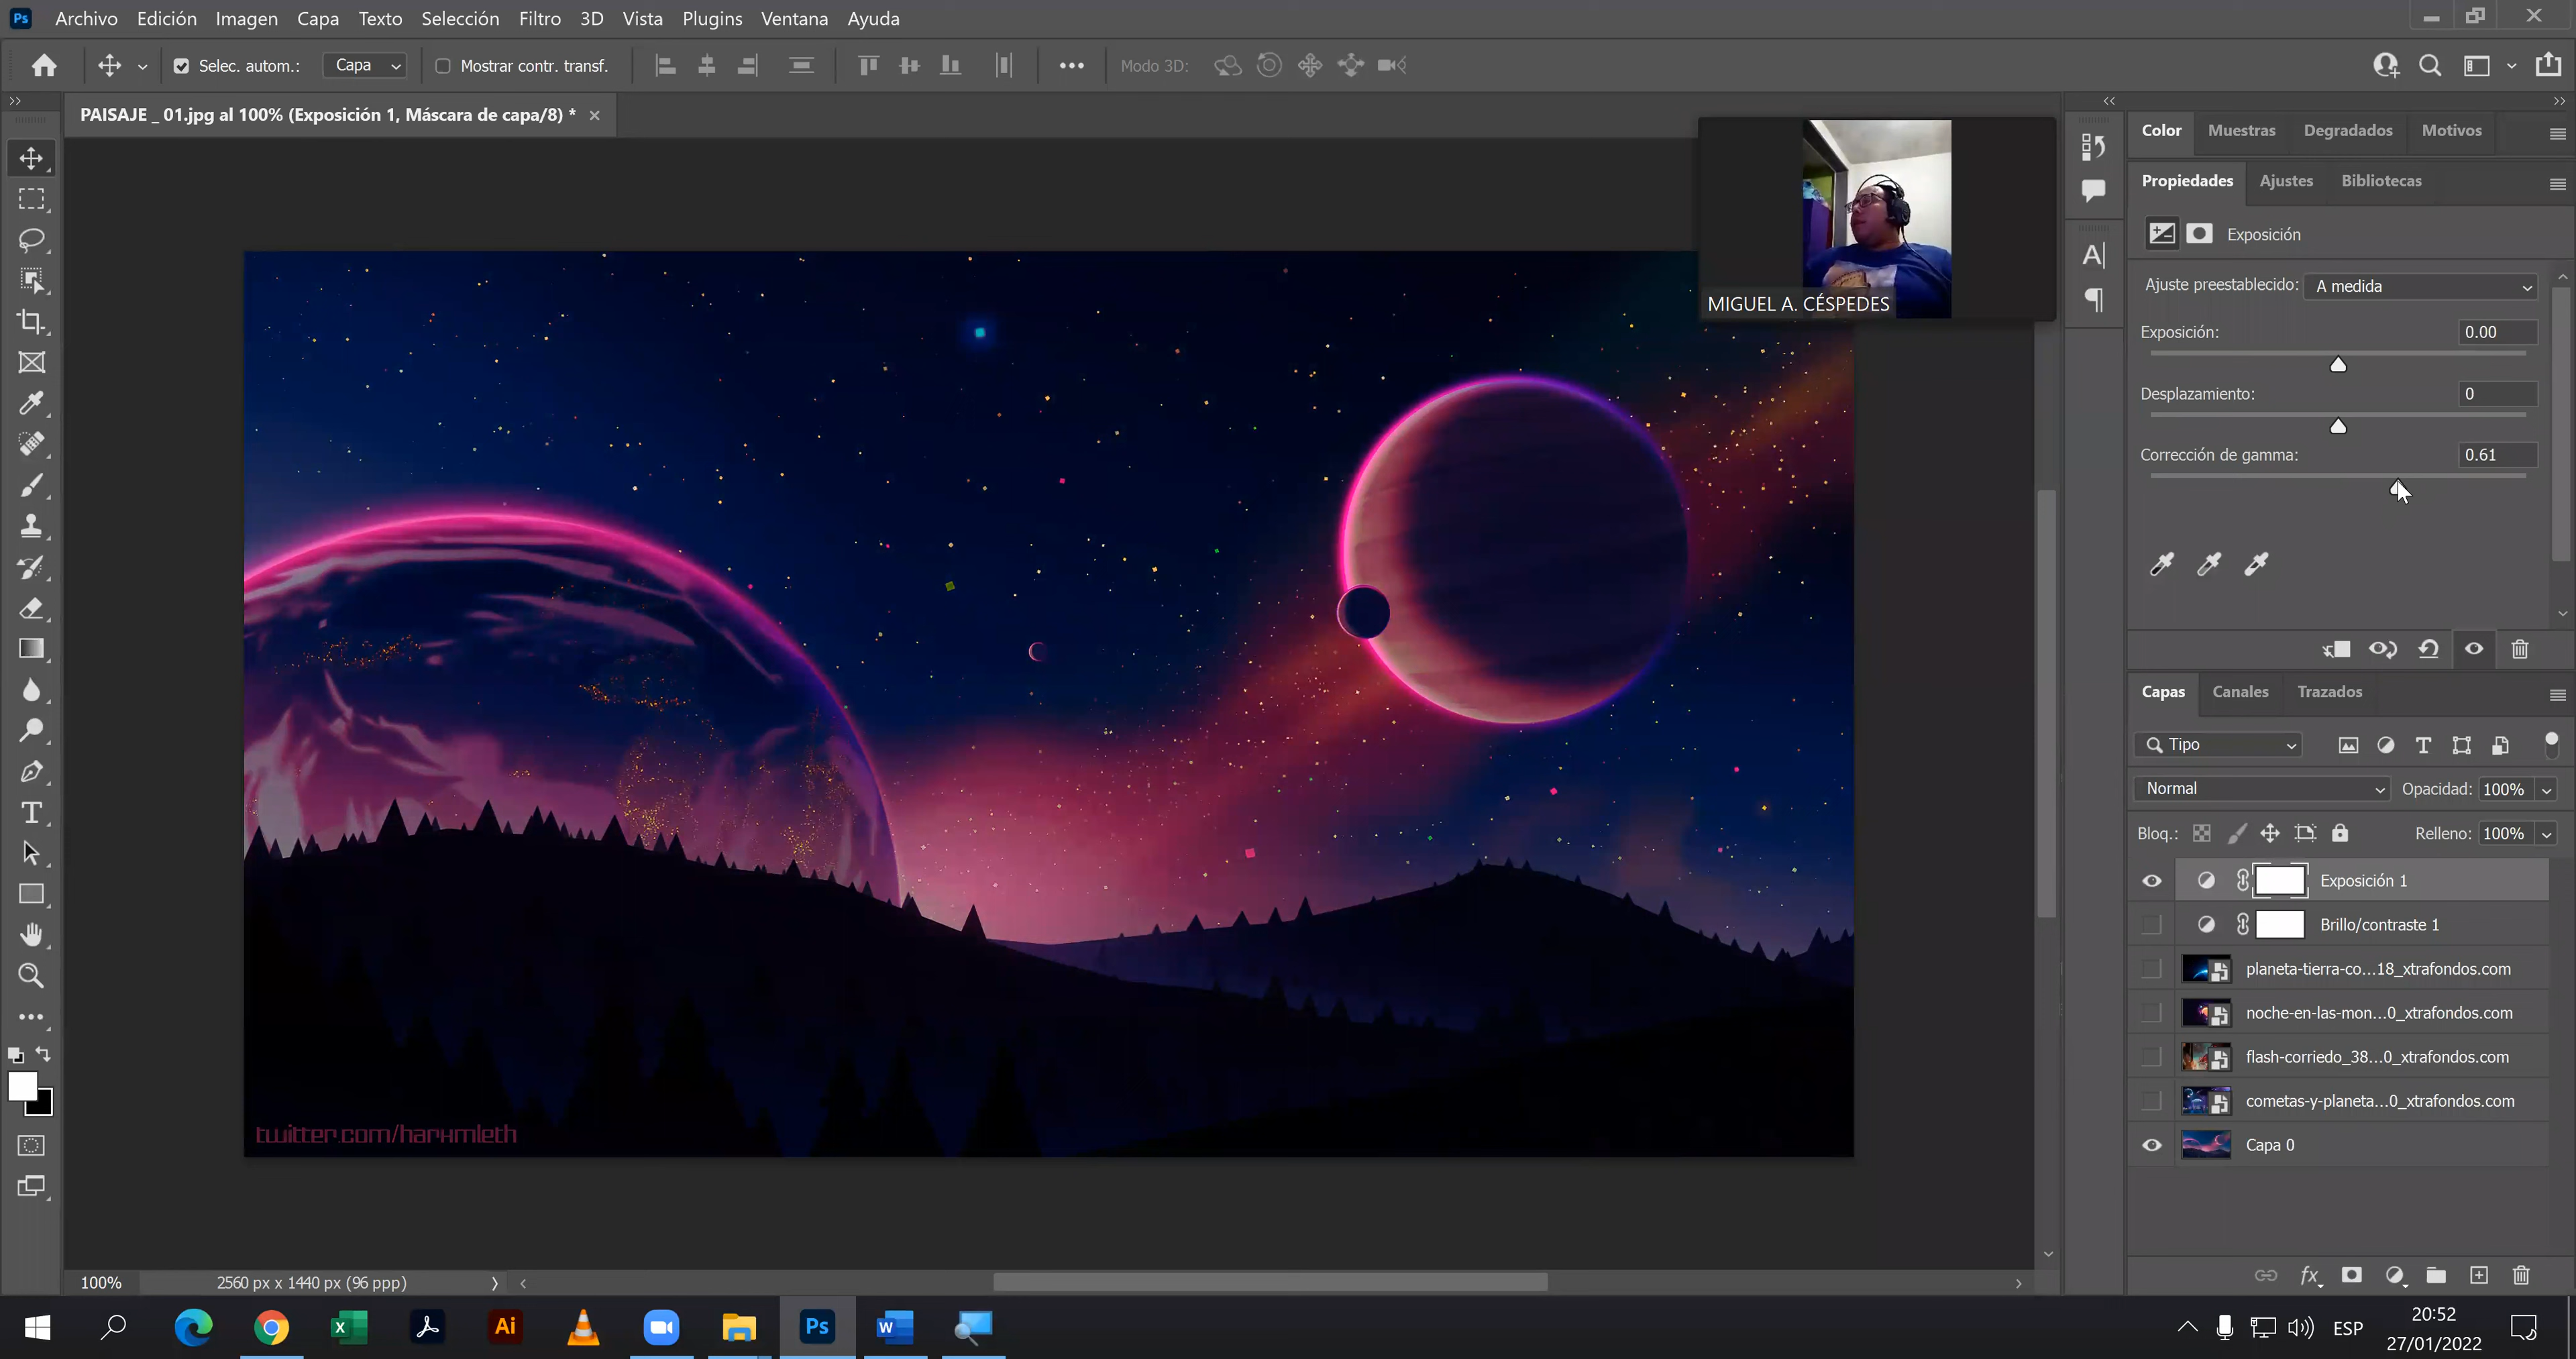 Ps Archivo Edición Imagen Capa Texto Selección Filtro 3D Vista Plugins Ventana Ayuda
Selec. autom.: Capa Mostrar contr. transf. Modo 3D:
PAISAJE _ 01.jpg al 100% (Exposición 1, Máscara de capa/8) *
MIGUEL A. CÉSPEDES
twitter.com/harxmleth
Color Muestras Degradados Motivos
Propiedades Ajustes Bibliotecas
Exposición
Ajuste preestablecido: A medida
Exposición: 0.00
Desplazamiento: 0
Corrección de gamma: 0.61
Capas Canales Trazados
Tipo
Normal Opacidad: 100%
Bloq.: Relleno: 100%
Exposición 1
Brillo/contraste 1
planeta-tierra-co...18_xtrafondos.com
noche-en-las-mon...0_xtrafondos.com
flash-corriedo_38...0_xtrafondos.com
cometas-y-planeta...0_xtrafondos.com
Capa 0
fx
100% 2560 px x 1440 px (96 ppp)
Ai Ps W
ESP
20:52
27/01/2022